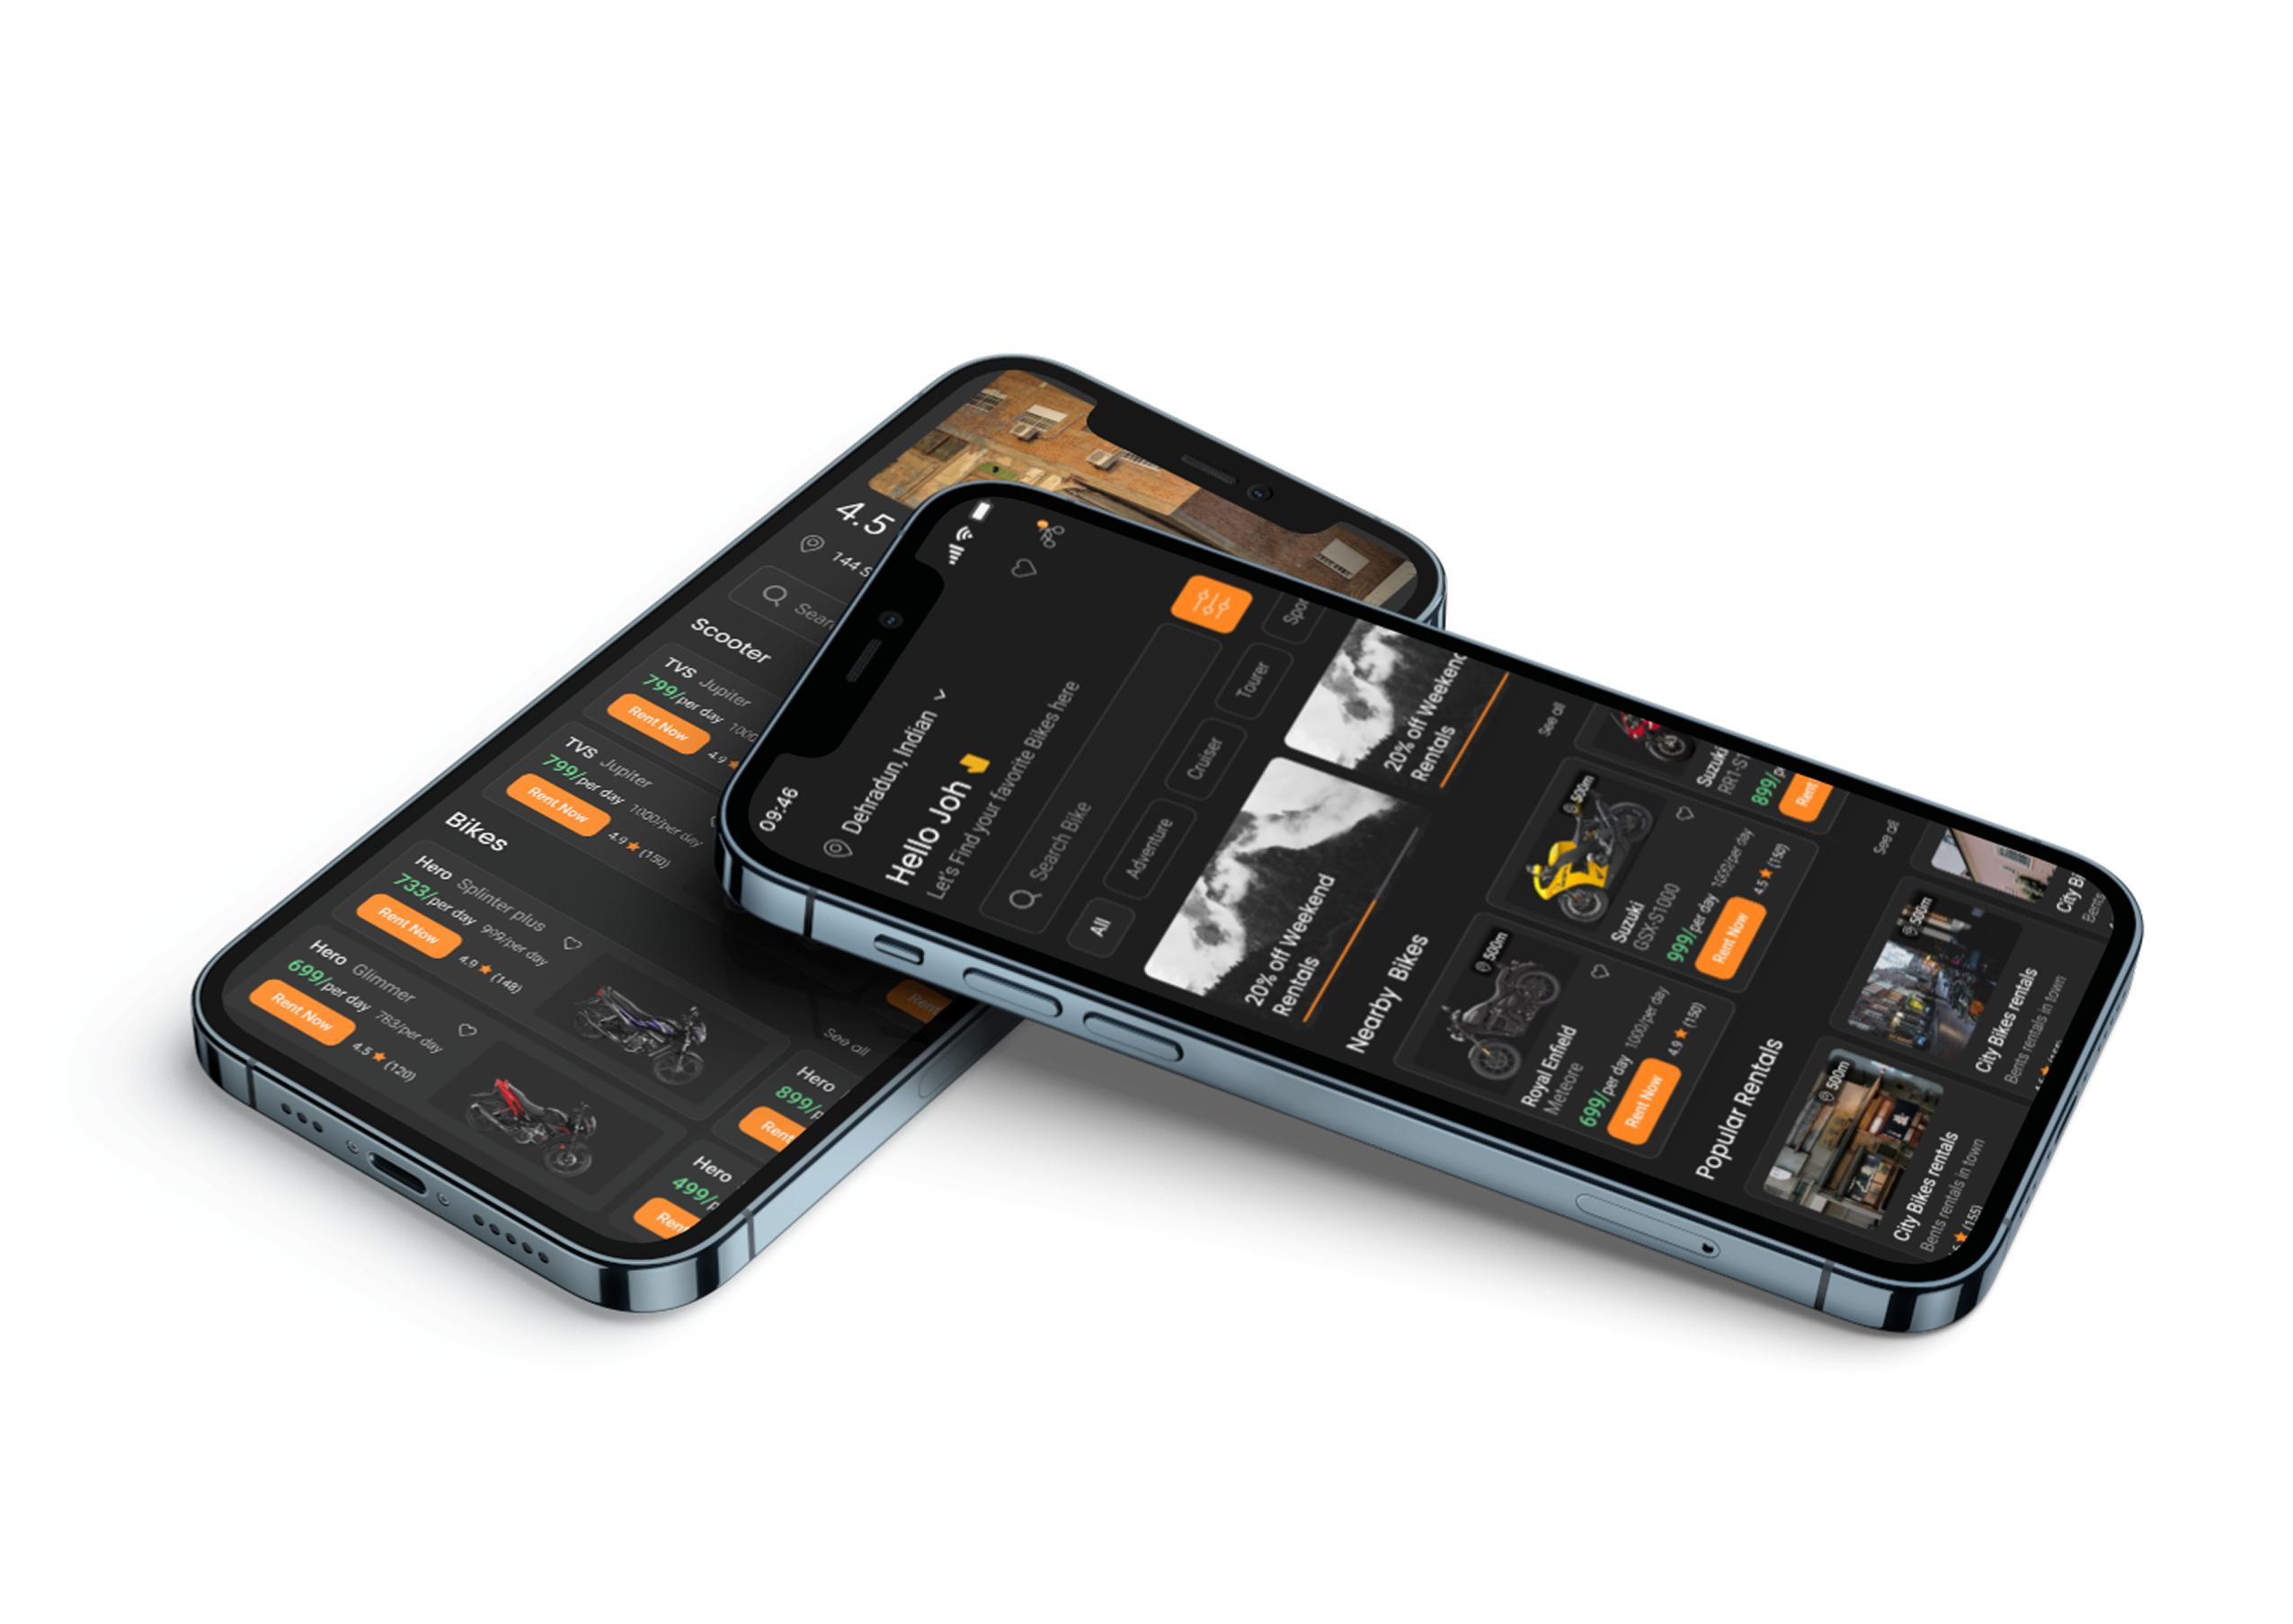 09:46
Dehradun, Indian
Hello Joh
Let's Find your favorite Bikes here
Search Bike
All
Adventure
Cruiser
Tourer
20% off Weekend
Rentals
20% off Weekend
Rentals
Nearby Bikes
See all
500m
Royal Enfield
Meteore
699/per day 1000/per day
Rent Now
4.9 (150)
500m
Suzuki
GSX-S1000
999/per day 1000/per day
Rent Now
4.5 (150)
Suzuki
899/
Rent
Popular Rentals
See all
500m
City Bikes rentals
Bents rentals in town
(155)
500m
City Bikes rentals
Bents rentals in town
City Bi
Bents
4.5
144 S
Scooter
TVS Jupiter
799/per day 1000
Rent Now
4.9
TVS Jupiter
799/per day 1000/per day
Rent Now
4.9 (150)
Bikes
See all
Hero Splinter plus
733/per day 999/per day
Rent Now
4.9 (148)
Hero
899/p
Rent
Hero Glimmer
699/per day 783/per day
Rent Now
4.5 (120)
Hero
499/p
Rent